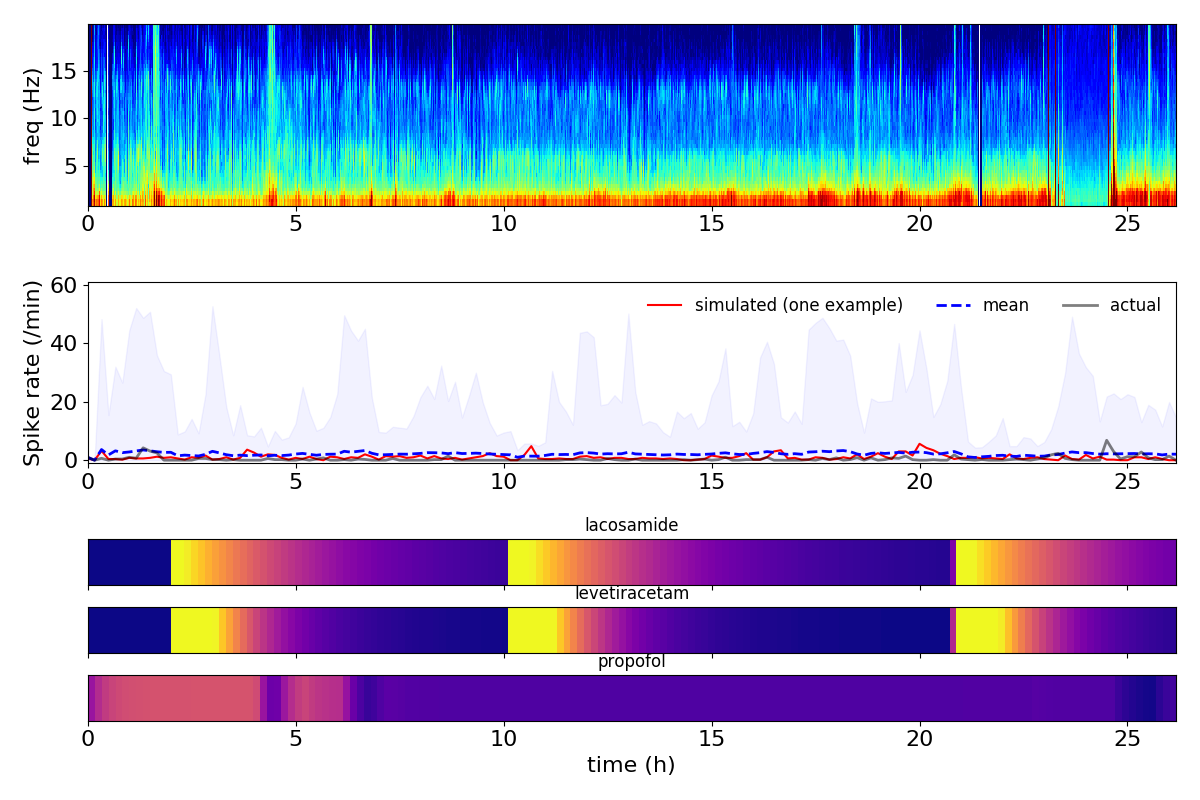 freq (Hz)
15
10
5
0 5 10 15 20 25
Spike rate (/min)
60
40
20
0
simulated (one example) mean actual
0 5 10 15 20 25
lacosamide
levetiracetam
propofol
0 5 10 15 20 25
time (h)